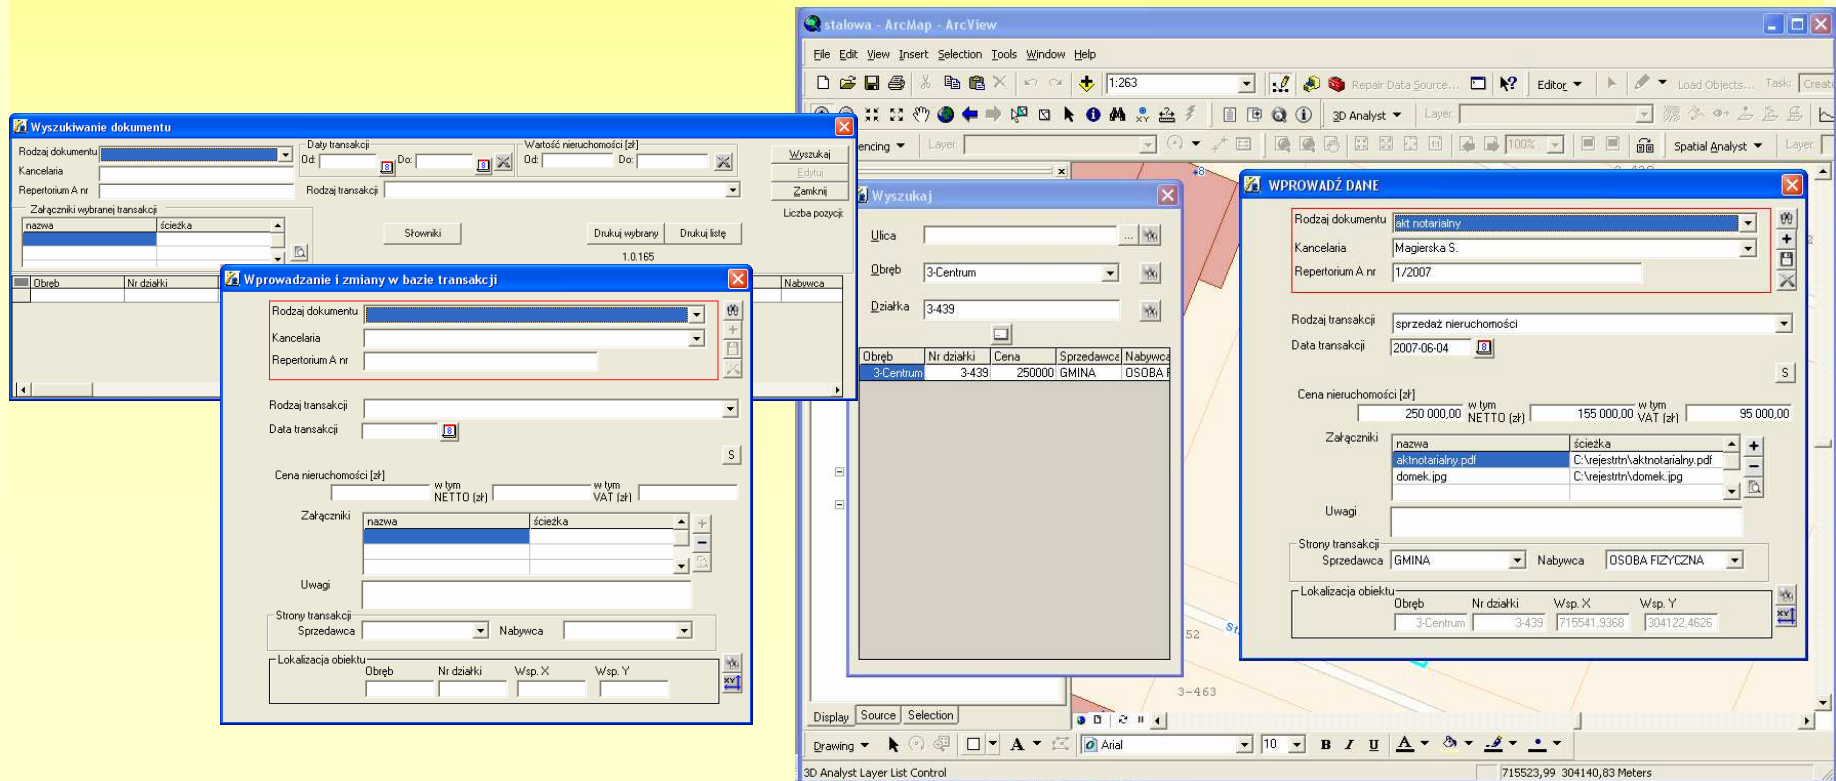 Wyszukiwanie dokumentu
Rodzaj dokumentu
Kancelaria
Repertorium A nr
Daty transakcji
Od:
Do:
Wartość nieruchomości [zł]
Od:
Do:
Rodzaj transakcji
Wyszukaj
Edytuj
Zamknij
Liczba pozycji:
Załączniki wybranej transakcji
nazwa ścieżka
Słowniki
Drukuj wybrany
Drukuj listę
1.0.165
Obręb Nr działki Nabywca
Wprowadzanie i zmiany w bazie transakcji
Rodzaj dokumentu
Kancelaria
Repertorium A nr
Rodzaj transakcji
Data transakcji
S
Cena nieruchomości [zł]
w tym
NETTO [zł]
w tym
VAT [zł]
Załączniki
nazwa ścieżka
Uwagi
Strony transakcji
Sprzedawca Nabywca
Lokalizacja obiektu
Obręb Nr działki Wsp. X Wsp. Y
XY
stalowa - ArcMap - ArcView
File Edit View Insert Selection Tools Window Help
1:263
Repair Data Source...
Editor
Load Objects...
Task:
Create
3D Analyst
Layer:
encing
Layer:
100%
Spatial Analyst
Layer
Wyszukaj
Ulica
...
Obręb 3-Centrum
Działka 3-439
Obręb Nr działki Cena Sprzedawca Nabywca
3-Centrum 3-439 250000 GMINA OSOBA F
WPROWADŹ DANE
Rodzaj dokumentu akt notarialny
Kancelaria Magierska S.
Repertorium A nr 1/2007
Rodzaj transakcji sprzedaż nieruchomości
Data transakcji 2007-06-04
S
Cena nieruchomości [zł]
250 000,00
w tym
NETTO [zł]
155 000,00
w tym
VAT [zł]
95 000,00
Załączniki
nazwa ścieżka
aktnotarialny.pdf C:\rejestrtn\aktnotarialny.pdf
domek.jpg C:\rejestrtn\domek.jpg
Uwagi
Strony transakcji
Sprzedawca GMINA Nabywca OSOBA FIZYCZNA
Lokalizacja obiektu
Obręb Nr działki Wsp. X Wsp. Y
3-Centrum 3-439 715541,9368 304122,4626
XY
8
52
3-463
Display Source Selection
Drawing
A
Arial
10
B I U A
3D Analyst Layer List Control
715523,99 304140,83 Meters